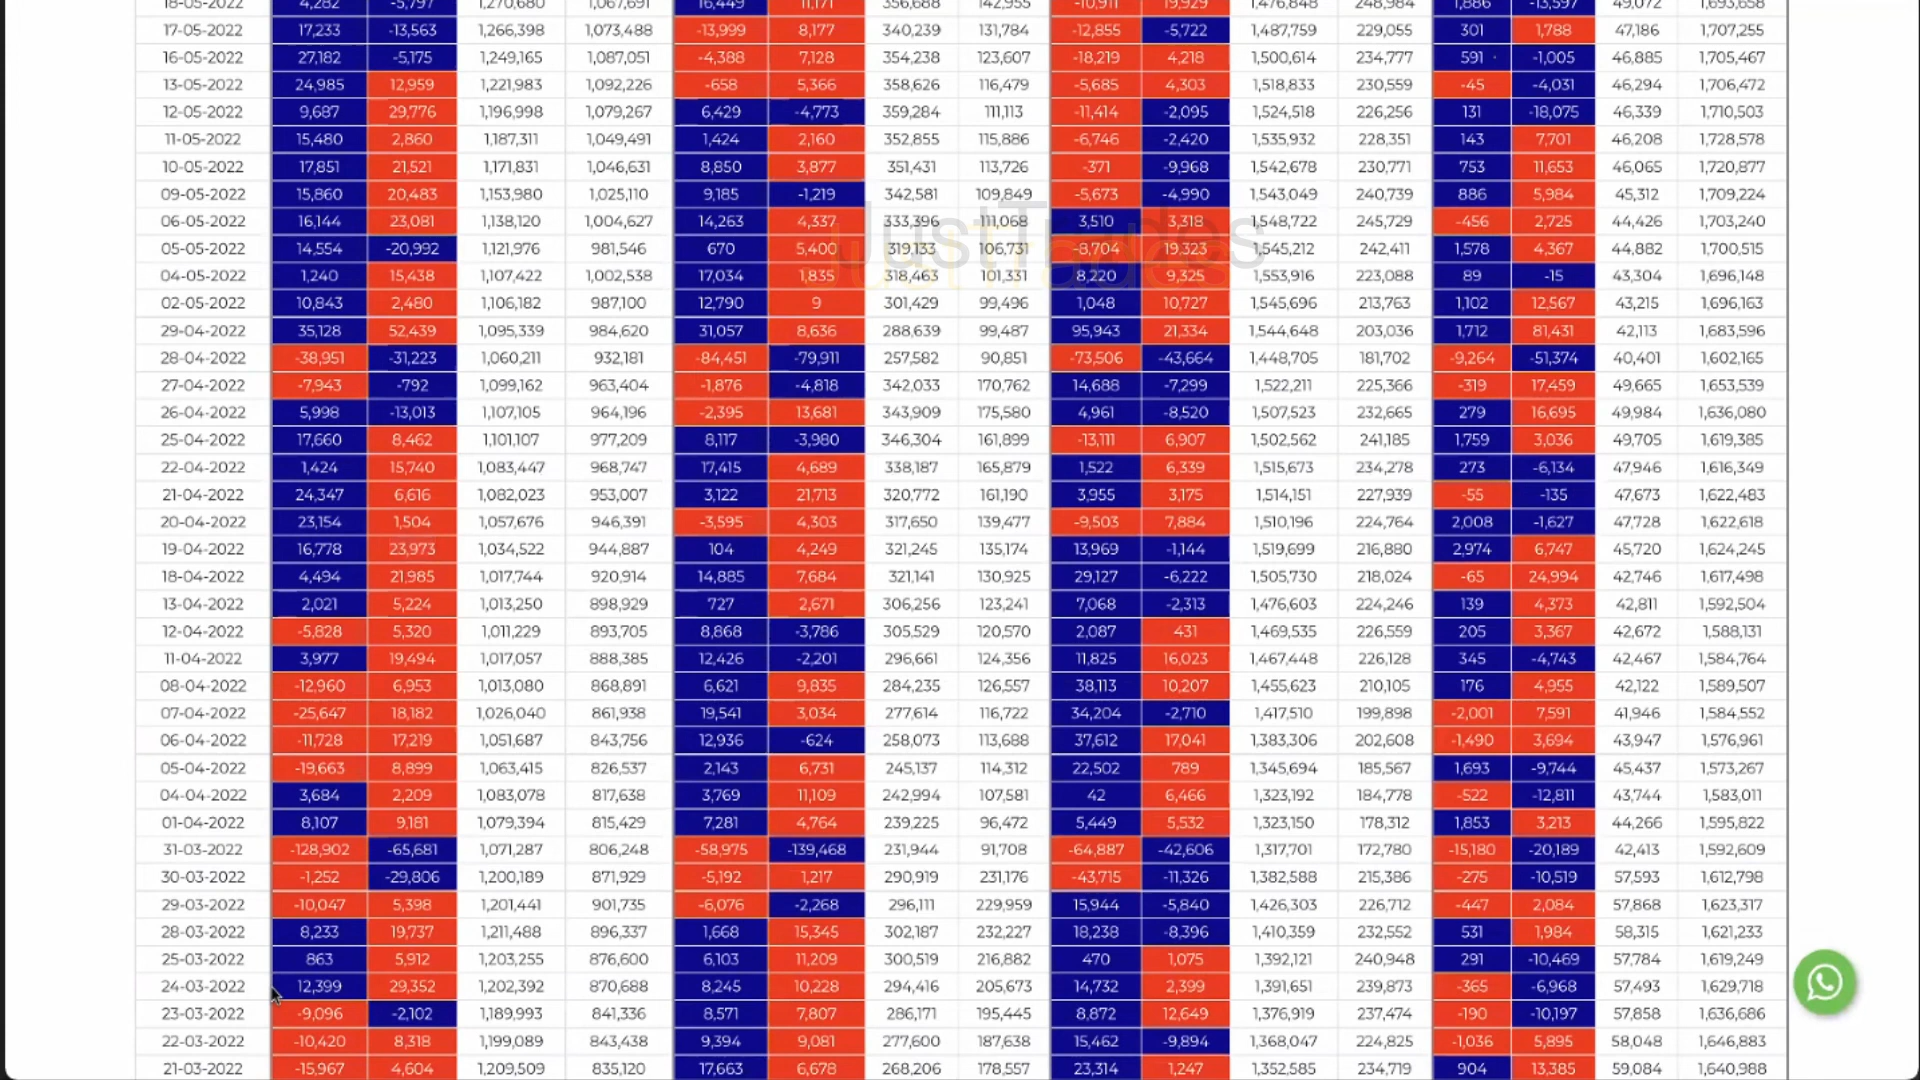 18-05-2022 4,282 -5,797 1,270,680 1,067,691 16,449 11,171 356,688 142,955 -10,911 19,929 1,476,848 248,984 1,886 -13,597 49,072 1,693,658
17-05-2022 17,233 -13,563 1,266,398 1,073,488 -13,999 8,177 340,239 131,784 -12,855 -5,722 1,487,759 229,055 301 1,788 47,186 1,707,255
16-05-2022 27,182 -5,175 1,249,165 1,087,051 -4,388 7,128 354,238 123,607 -18,219 4,218 1,500,614 234,777 591 -1,005 46,885 1,705,467
13-05-2022 24,985 12,959 1,221,983 1,092,226 -658 5,366 358,626 116,479 -5,685 4,303 1,518,833 230,559 -45 -4,031 46,294 1,706,472
12-05-2022 9,687 29,776 1,196,998 1,079,267 6,429 -4,773 359,284 111,113 -11,414 -2,095 1,524,518 226,256 131 -18,075 46,339 1,710,503
11-05-2022 15,480 2,860 1,187,311 1,049,491 1,424 2,160 352,855 115,886 -6,746 -2,420 1,535,932 228,351 143 7,701 46,208 1,728,578
10-05-2022 17,851 21,521 1,171,831 1,046,631 8,850 3,877 351,431 113,726 -371 -9,968 1,542,678 230,771 753 11,653 46,065 1,720,877
09-05-2022 15,860 20,483 1,153,980 1,025,110 9,185 -1,219 342,581 109,849 -5,673 -4,990 1,543,049 240,739 886 5,984 45,312 1,709,224
06-05-2022 16,144 23,081 1,138,120 1,004,627 14,263 4,337 333,396 111,068 3,510 3,318 1,548,722 245,729 -456 2,725 44,426 1,703,240
JustTrades
05-05-2022 14,554 -20,992 1,121,976 981,546 670 5,400 319,133 106,731 -8,704 19,323 1,545,212 242,411 1,578 4,367 44,882 1,700,515
04-05-2022 1,240 15,438 1,107,422 1,002,538 17,034 1,835 318,463 101,331 8,220 9,325 1,553,916 223,088 89 -15 43,304 1,696,148
02-05-2022 10,843 2,480 1,106,182 987,100 12,790 9 301,429 99,496 1,048 10,727 1,545,696 213,763 1,102 12,567 43,215 1,696,163
29-04-2022 35,128 52,439 1,095,339 984,620 31,057 8,636 288,639 99,487 95,943 21,334 1,544,648 203,036 1,712 81,431 42,113 1,683,596
28-04-2022 -38,951 -31,223 1,060,211 932,181 -84,451 -79,911 257,582 90,851 -73,506 -43,664 1,448,705 181,702 -9,264 -51,374 40,401 1,602,165
27-04-2022 -7,943 -792 1,099,162 963,404 -1,876 -4,818 342,033 170,762 14,688 -7,299 1,522,211 225,366 -319 17,459 49,665 1,653,539
26-04-2022 5,998 -13,013 1,107,105 964,196 -2,395 13,681 343,909 175,580 4,961 -8,520 1,507,523 232,665 279 16,695 49,984 1,636,080
25-04-2022 17,660 8,462 1,101,107 977,209 8,117 -3,980 346,304 161,899 -13,111 6,907 1,502,562 241,185 1,759 3,036 49,705 1,619,385
22-04-2022 1,424 15,740 1,083,447 968,747 17,415 4,689 338,187 165,879 1,522 6,339 1,515,673 234,278 273 -6,134 47,946 1,616,349
21-04-2022 24,347 6,616 1,082,023 953,007 3,122 21,713 320,772 161,190 3,955 3,175 1,514,151 227,939 -55 -135 47,673 1,622,483
20-04-2022 23,154 1,504 1,057,676 946,391 -3,595 4,303 317,650 139,477 -9,503 7,884 1,510,196 224,764 2,008 -1,627 47,728 1,622,618
19-04-2022 16,778 23,973 1,034,522 944,887 104 4,249 321,245 135,174 13,969 -1,144 1,519,699 216,880 2,974 6,747 45,720 1,624,245
18-04-2022 4,494 21,985 1,017,744 920,914 14,885 7,684 321,141 130,925 29,127 -6,222 1,505,730 218,024 -65 24,994 42,746 1,617,498
13-04-2022 2,021 5,224 1,013,250 898,929 727 2,671 306,256 123,241 7,068 -2,313 1,476,603 224,246 139 4,373 42,811 1,592,504
12-04-2022 -5,828 5,320 1,011,229 893,705 8,868 -3,786 305,529 120,570 2,087 431 1,469,535 226,559 205 3,367 42,672 1,588,131
11-04-2022 3,977 19,494 1,017,057 888,385 12,426 -2,201 296,661 124,356 11,825 16,023 1,467,448 226,128 345 -4,743 42,467 1,584,764
08-04-2022 -12,960 6,953 1,013,080 868,891 6,621 9,835 284,235 126,557 38,113 10,207 1,455,623 210,105 176 4,955 42,122 1,589,507
07-04-2022 -25,647 18,182 1,026,040 861,938 19,541 3,034 277,614 116,722 34,204 -2,710 1,417,510 199,898 -2,001 7,591 41,946 1,584,552
06-04-2022 -11,728 17,219 1,051,687 843,756 12,936 -624 258,073 113,688 37,612 17,041 1,383,306 202,608 -1,490 3,694 43,947 1,576,961
05-04-2022 -19,663 8,899 1,063,415 826,537 2,143 6,731 245,137 114,312 22,502 789 1,345,694 185,567 1,693 -9,744 45,437 1,573,267
04-04-2022 3,684 2,209 1,083,078 817,638 3,769 11,109 242,994 107,581 42 6,466 1,323,192 184,778 -522 -12,811 43,744 1,583,011
01-04-2022 8,107 9,181 1,079,394 815,429 7,281 4,764 239,225 96,472 5,449 5,532 1,323,150 178,312 1,853 3,213 44,266 1,595,822
31-03-2022 -128,902 -65,681 1,071,287 806,248 -58,975 -139,468 231,944 91,708 -64,887 -42,606 1,317,701 172,780 -15,180 -20,189 42,413 1,592,609
30-03-2022 -1,252 -29,806 1,200,189 871,929 -5,192 1,217 290,919 231,176 -43,715 -11,326 1,382,588 215,386 -275 -10,519 57,593 1,612,798
29-03-2022 -10,047 5,398 1,201,441 901,735 -6,076 -2,268 296,111 229,959 15,944 -5,840 1,426,303 226,712 -447 2,084 57,868 1,623,317
28-03-2022 8,233 19,737 1,211,488 896,337 1,668 15,345 302,187 232,227 18,238 -8,396 1,410,359 232,552 531 1,984 58,315 1,621,233
25-03-2022 863 5,912 1,203,255 876,600 6,103 11,209 300,519 216,882 470 1,075 1,392,121 240,948 291 -10,469 57,784 1,619,249
24-03-2022 12,399 29,352 1,202,392 870,688 8,245 10,228 294,416 205,673 14,732 2,399 1,391,651 239,873 -365 -6,968 57,493 1,629,718
23-03-2022 -9,096 -2,102 1,189,993 841,336 8,571 7,807 286,171 195,445 8,872 12,649 1,376,919 237,474 -190 -10,197 57,858 1,636,686
22-03-2022 -10,420 8,318 1,199,089 843,438 9,394 9,081 277,600 187,638 15,462 -9,894 1,368,047 224,825 -1,036 5,895 58,048 1,646,883
21-03-2022 -15,967 4,604 1,209,509 835,120 17,663 6,678 268,206 178,557 23,314 1,247 1,352,585 234,719 904 13,385 59,084 1,640,988